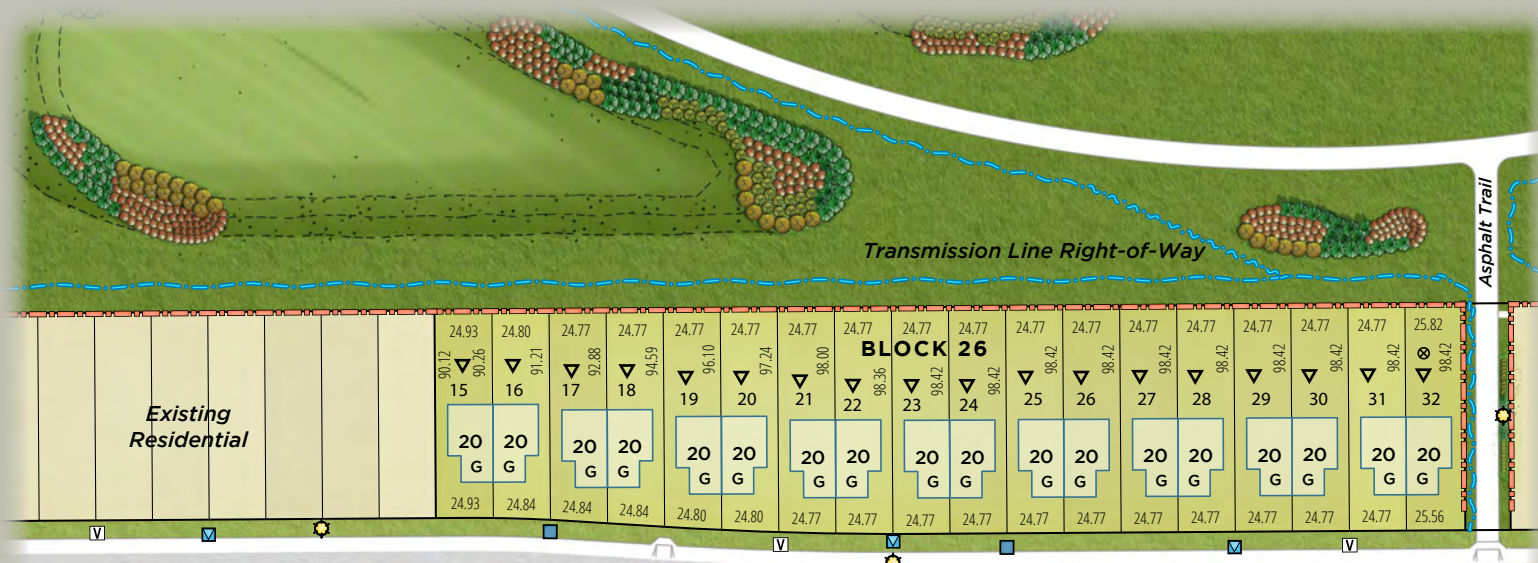 Transmission Line Right-of-Way
Asphalt Trail
24.93 24.80 24.77 24.77 24.77 24.77 24.77 24.77 24.77 24.77 24.77 24.77 24.77 24.77 24.77 24.77 24.77 25.82
BLOCK 26
90.12 90.26 91.21 92.88 94.59 96.10 97.24 98.00 98.36 98.42 98.42 98.42 98.42 98.42 98.42 98.42 98.42 98.42 98.42
15 16 17 18 19 20 21 22 23 24 25 26 27 28 29 30 31 32
Existing
Residential
20 20 20 20 20 20 20 20 20 20 20 20 20 20 20 20 20 20
G G G G G G G G G G G G G G G G G G
24.93 24.84 24.84 24.84 24.80 24.80 24.77 24.77 24.77 24.77 24.77 24.77 24.77 24.77 24.77 24.77 24.77 25.56
V V V